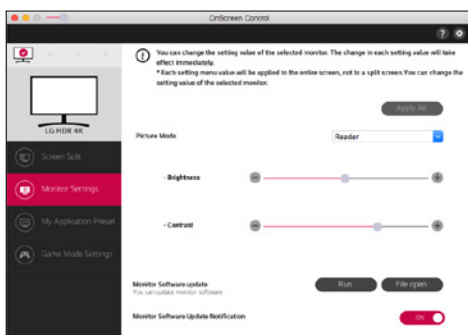 OnScreen Control
You can change the setting value of the selected monitor. The change in each setting value will take
effect immediately.
* Each setting menu value will be applied to the entire screen, not to a split screen.You can change the
setting value of the selected monitor.
Apply All
LG HDR 4K
Screen Split
Monitor Settings
My Application Preset
Game Mode Settings
Picture Mode
Reader
- Brightness
- Contrast
Monitor Software update
You can update monitor software
Run
File open
Monitor Software Update Notification
ON